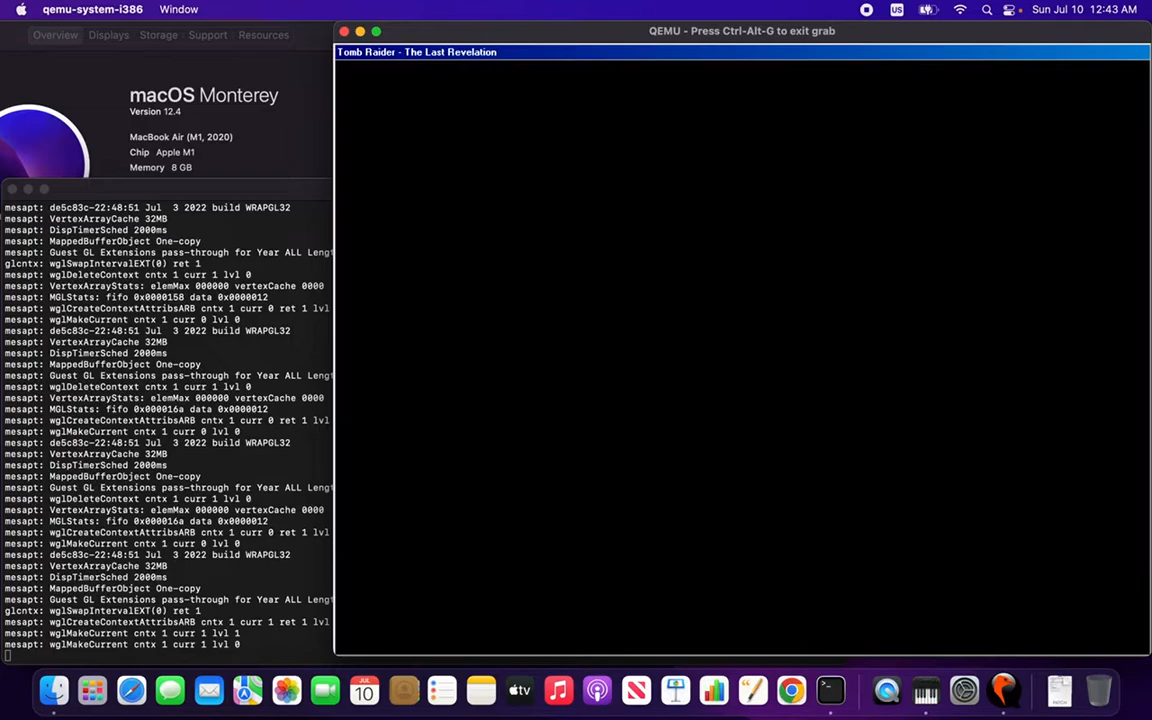 qemu-system-i386 Window
US
Sun Jul 10 12:43 AM
Overview Displays Storage Support Resources
macOS Monterey
Version 12.4
MacBook Air (M1, 2020)
Chip Apple M1
Memory 8 GB
QEMU - Press Ctrl-Alt-G to exit grab
Tomb Raider - The Last Revelation
mesapt: de5c83c-22:48:51 Jul 3 2022 build WRAPGL32
mesapt: VertexArrayCache 32MB
mesapt: DispTimerSched 2000ms
mesapt: MappedBufferObject One-copy
mesapt: Guest GL Extensions pass-through for Year ALL Leng
glcntx: wglSwapIntervalEXT(0) ret 1
mesapt: wglDeleteContext cntx 1 curr 1 lvl 0
mesapt: VertexArrayStats: elemMax 000000 vertexCache 0000
mesapt: MGLStats: fifo 0x0000158 data 0x0000012
mesapt: wglCreateContextAttribsARB cntx 1 curr 0 ret 1 lvl
mesapt: wglMakeCurrent cntx 1 curr 0 lvl 0
mesapt: de5c83c-22:48:51 Jul 3 2022 build WRAPGL32
mesapt: VertexArrayCache 32MB
mesapt: DispTimerSched 2000ms
mesapt: MappedBufferObject One-copy
mesapt: Guest GL Extensions pass-through for Year ALL Leng
mesapt: wglDeleteContext cntx 1 curr 1 lvl 0
mesapt: VertexArrayStats: elemMax 000000 vertexCache 0000
mesapt: MGLStats: fifo 0x000016a data 0x0000012
mesapt: wglCreateContextAttribsARB cntx 1 curr 0 ret 1 lvl
mesapt: wglMakeCurrent cntx 1 curr 0 lvl 0
mesapt: de5c83c-22:48:51 Jul 3 2022 build WRAPGL32
mesapt: VertexArrayCache 32MB
mesapt: DispTimerSched 2000ms
mesapt: MappedBufferObject One-copy
mesapt: Guest GL Extensions pass-through for Year ALL Leng
mesapt: wglDeleteContext cntx 1 curr 1 lvl 0
mesapt: VertexArrayStats: elemMax 000000 vertexCache 0000
mesapt: MGLStats: fifo 0x000016a data 0x0000012
mesapt: wglCreateContextAttribsARB cntx 1 curr 0 ret 1 lvl
mesapt: wglMakeCurrent cntx 1 curr 0 lvl 0
mesapt: de5c83c-22:48:51 Jul 3 2022 build WRAPGL32
mesapt: VertexArrayCache 32MB
mesapt: DispTimerSched 2000ms
mesapt: MappedBufferObject One-copy
mesapt: Guest GL Extensions pass-through for Year ALL Leng
glcntx: wglSwapIntervalEXT(0) ret 1
mesapt: wglCreateContextAttribsARB cntx 1 curr 1 ret 1 lvl
mesapt: wglMakeCurrent cntx 1 curr 1 lvl 1
mesapt: wglMakeCurrent cntx 1 curr 1 lvl 0
JUL
10
tv